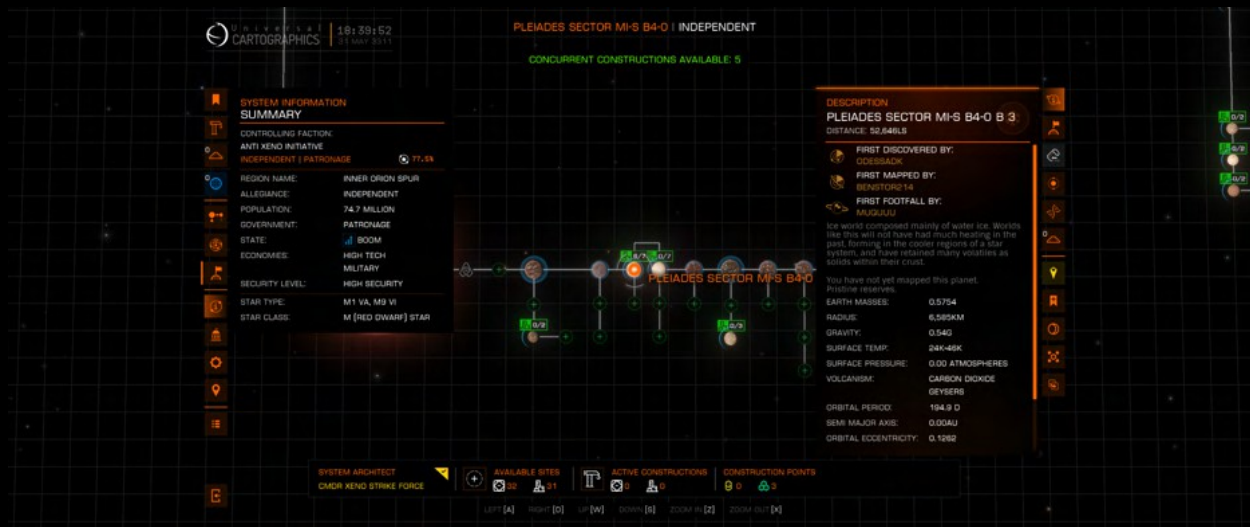 Universal
CARTOGRAPHICS
18:39:52
31 MAY 3311
PLEIADES SECTOR MI-S B4-0 | INDEPENDENT
CONCURRENT CONSTRUCTIONS AVAILABLE: 5
SYSTEM INFORMATION
SUMMARY
CONTROLLING FACTION:
ANTI XENO INITIATIVE
INDEPENDENT | PATRONAGE 77.5%
REGION NAME: INNER ORION SPUR
ALLEGIANCE: INDEPENDENT
POPULATION: 74.7 MILLION
GOVERNMENT: PATRONAGE
STATE: BOOM
ECONOMIES: HIGH TECH
MILITARY
SECURITY LEVEL: HIGH SECURITY
STAR TYPE: M1 VA, M9 VI
STAR CLASS: M [RED DWARF] STAR
0/7
PLEIADES SECTOR MI-S B4-0
0/2
0/3
DESCRIPTION
PLEIADES SECTOR MI-S B4-0 B 3
DISTANCE: 52,646LS
FIRST DISCOVERED BY:
ODESSADK
FIRST MAPPED BY:
BENSTOR214
FIRST FOOTFALL BY:
MUQUUU
Ice world composed mainly of water ice. Worlds
like this will not have had much heating in the
past, forming in the cooler regions of a star
system, and have retained many volatiles as
solids within their crust.
You have not yet mapped this planet.
Pristine reserves.
EARTH MASSES: 0.5754
RADIUS: 6,585KM
GRAVITY: 0.54G
SURFACE TEMP: 24K-46K
SURFACE PRESSURE: 0.00 ATMOSPHERES
VOLCANISM: CARBON DIOXIDE
GEYSERS
ORBITAL PERIOD: 194.9 D
SEMI MAJOR AXIS: 0.00AU
ORBITAL ECCENTRICITY: 0.1262
0/2
0/2
0/2
SYSTEM ARCHITECT
CMDR XENO STRIKE FORCE
AVAILABLE SITES
32 31
ACTIVE CONSTRUCTIONS
0 0
CONSTRUCTION POINTS
0 3
LEFT [A] RIGHT [D] UP [W] DOWN [S] ZOOM IN [Z] ZOOM OUT [X]